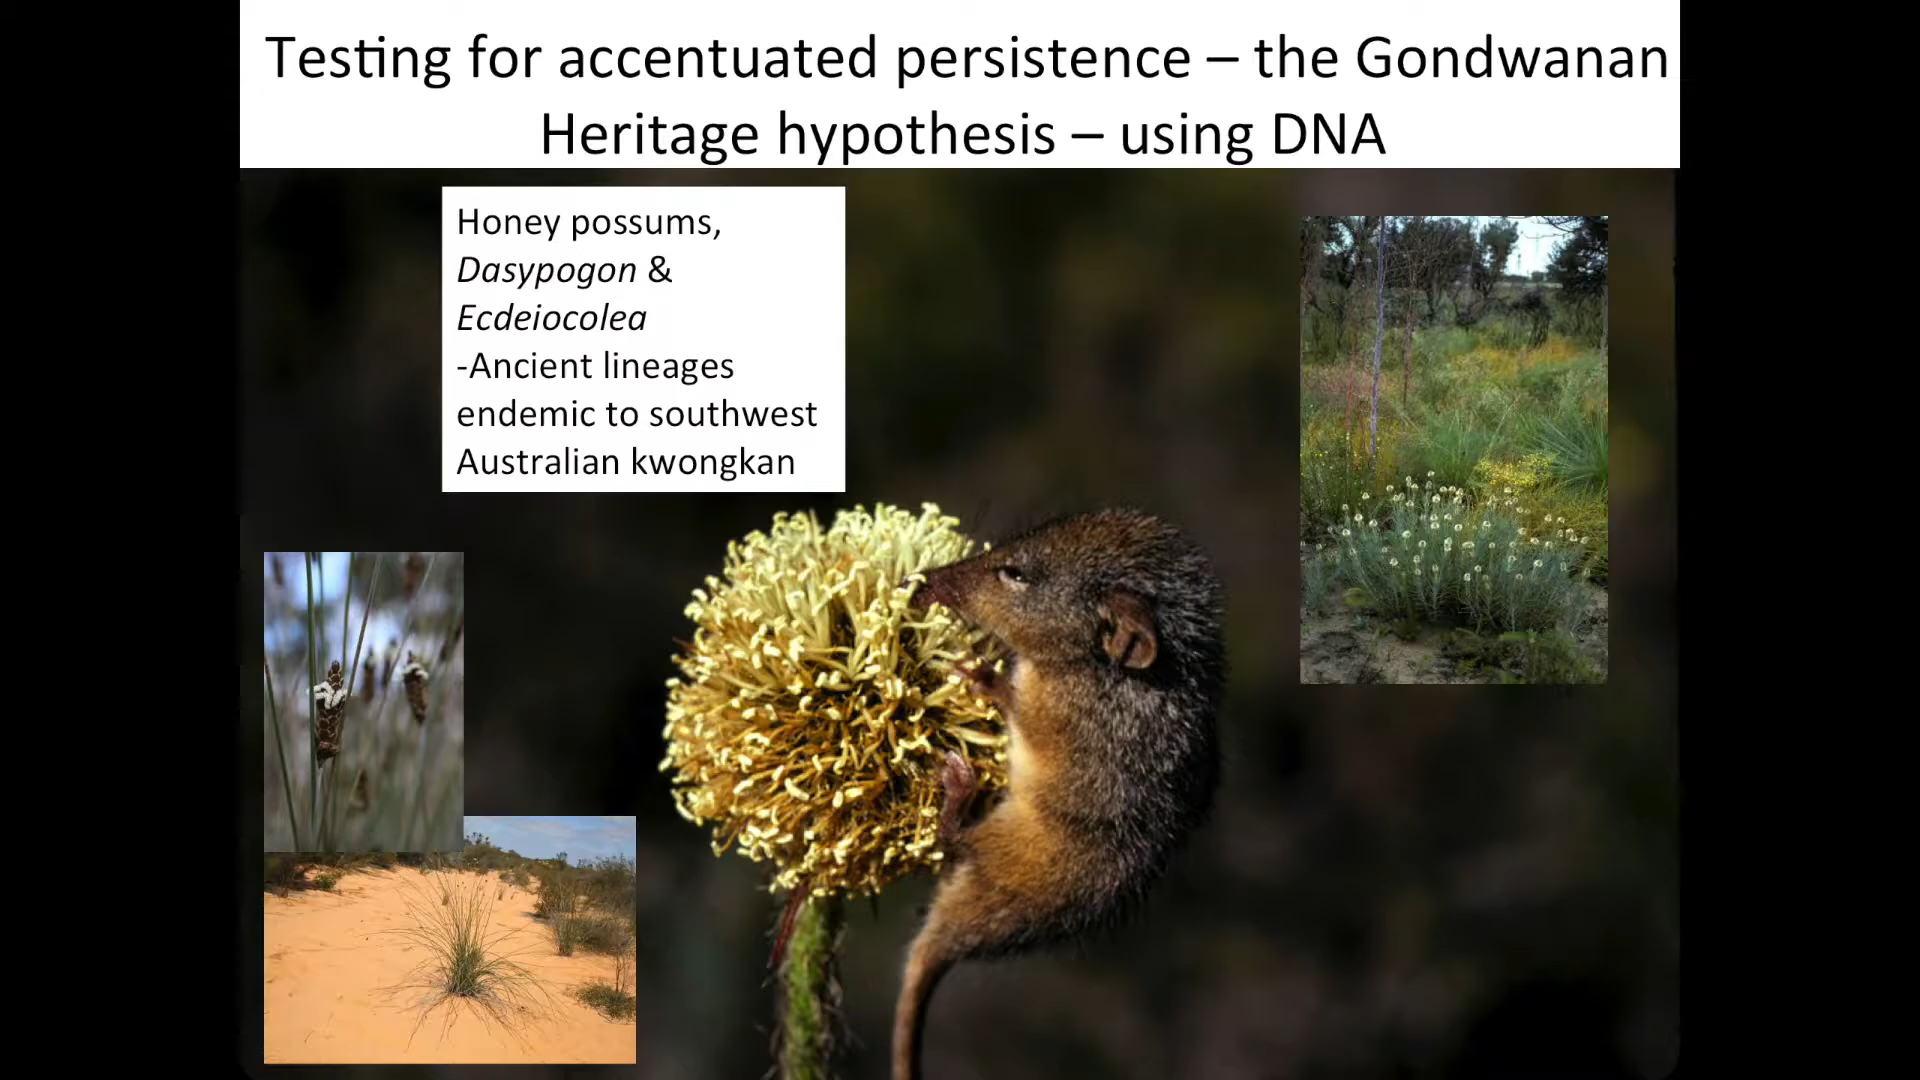 Testing for accentuated persistence – the Gondwanan
Heritage hypothesis – using DNA
Honey possums,
Dasypogon &
Ecdeiocolea
-Ancient lineages
endemic to southwest
Australian kwongkan